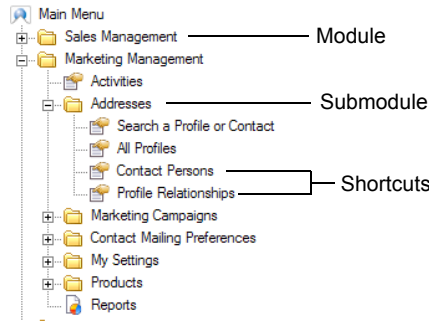 Main Menu
Sales Management Module
Marketing Management
Activities
Addresses Submodule
Search a Profile or Contact
All Profiles
Contact Persons
Shortcuts
Profile Relationships
Marketing Campaigns
Contact Mailing Preferences
My Settings
Products
Reports